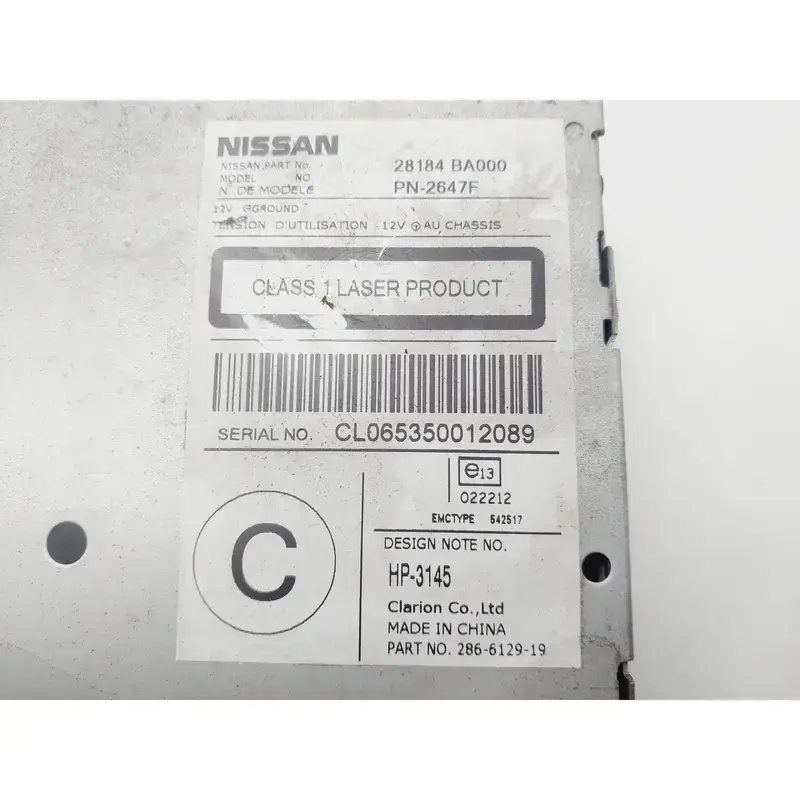 NISSAN
NISSAN PART No. 28184 BA000
MODEL NO
N° DE MODELE PN-2647F
12V ⊖GROUND
TENSION D'UTILISATION 12V ⊖ AU CHASSIS
CLASS 1 LASER PRODUCT
SERIAL NO. CL065350012089
e13
022212
EMCTYPE 542517
C
DESIGN NOTE NO.
HP-3145
Clarion Co.,Ltd
MADE IN CHINA
PART NO. 286-6129-19